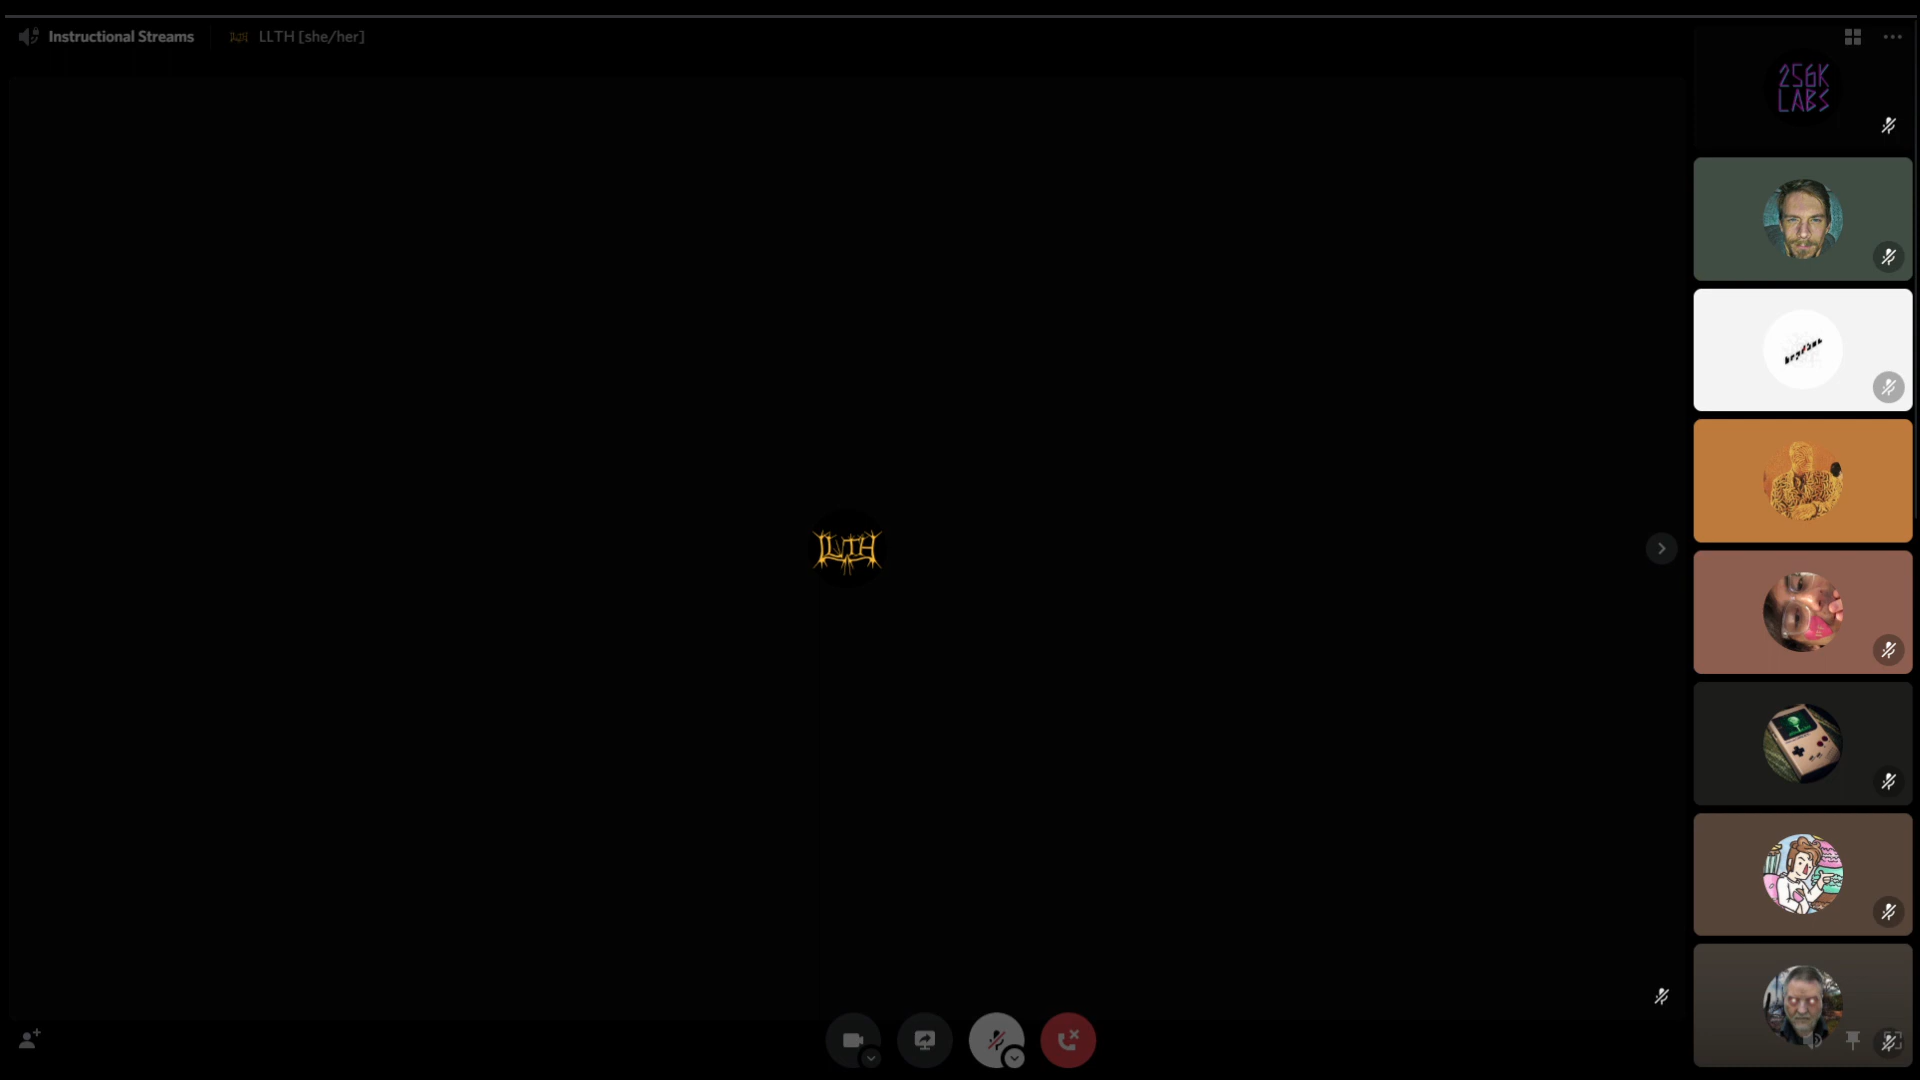 Instructional Streams
LLTH [she/her]
256K
LABS
LLTH